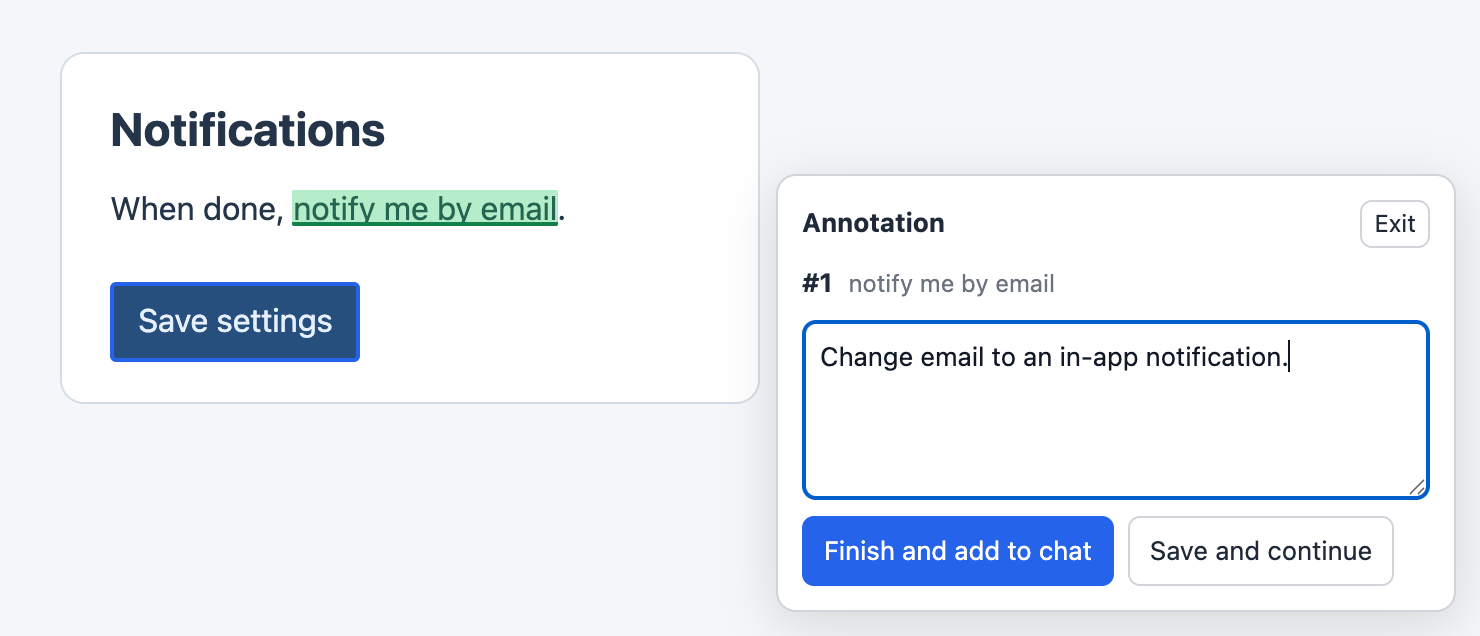 Notifications
When done, notify me by email.
Save settings
Annotation
Exit
#1 notify me by email
Change email to an in-app notification.
Finish and add to chat
Save and continue